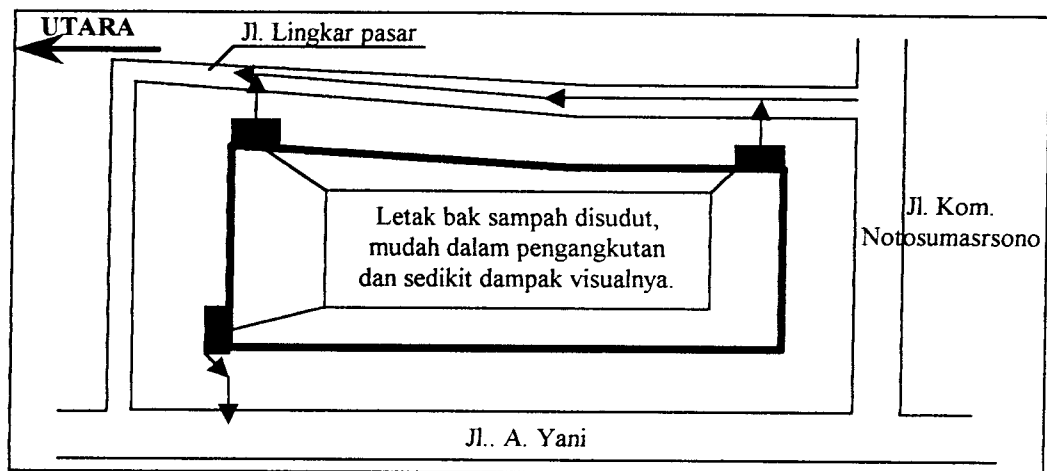 UTARA
Jl. Lingkar pasar
Letak bak sampah disudut,
mudah dalam pengangkutan
dan sedikit dampak visualnya.
Jl. Kom.
Notosumasrsono
Jl.. A. Yani